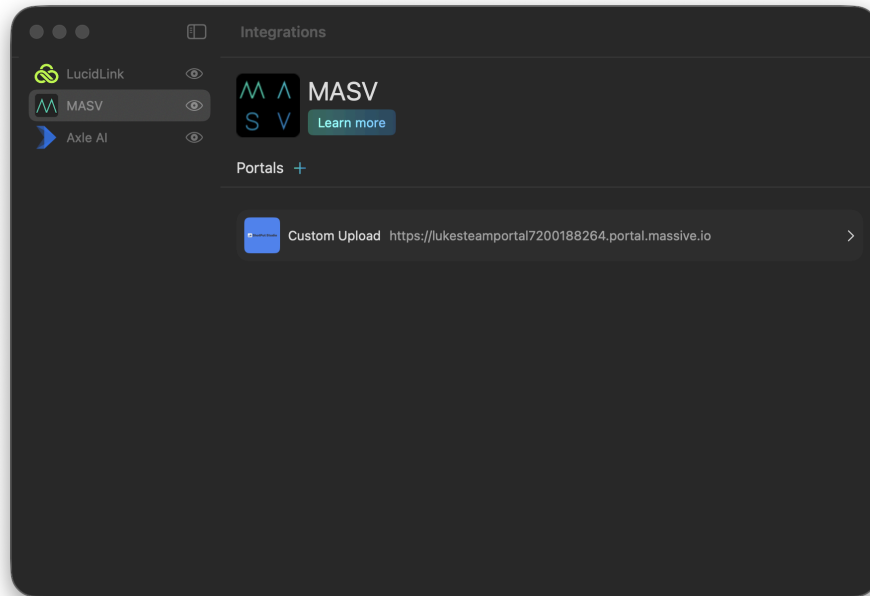 Integrations
LucidLink
MASV
Axle AI
M A
S V
MASV
Learn more
Portals +
Custom Upload https://lukesteamportal7200188264.portal.massive.io